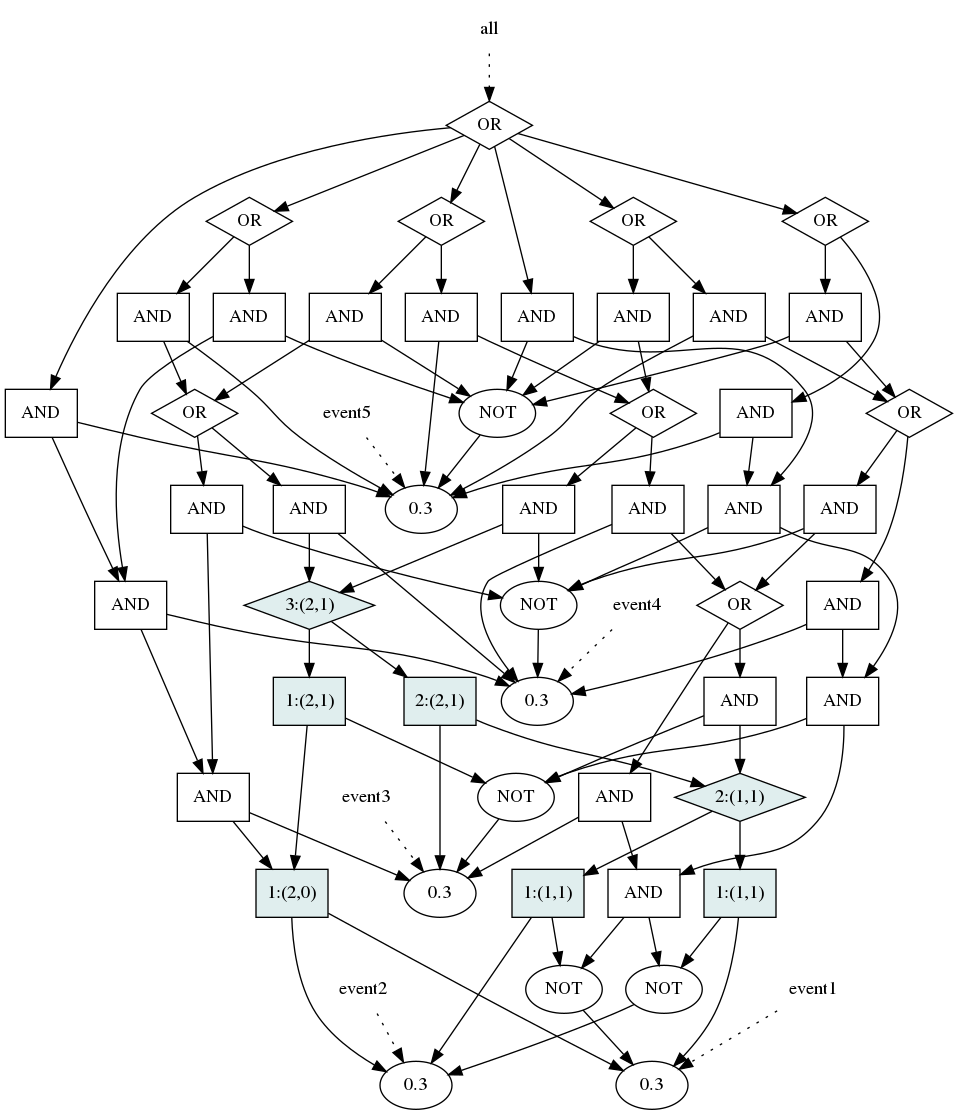 all
OR
OR OR OR OR
AND AND AND AND AND AND AND AND
AND OR event5 NOT OR AND OR
AND AND 0.3 AND AND AND AND
AND 3:(2,1) NOT event4 OR AND
1:(2,1) 2:(2,1) 0.3 AND AND
AND event3 NOT AND 2:(1,1)
1:(2,0) 0.3 1:(1,1) AND 1:(1,1)
event2 NOT NOT event1
0.3 0.3